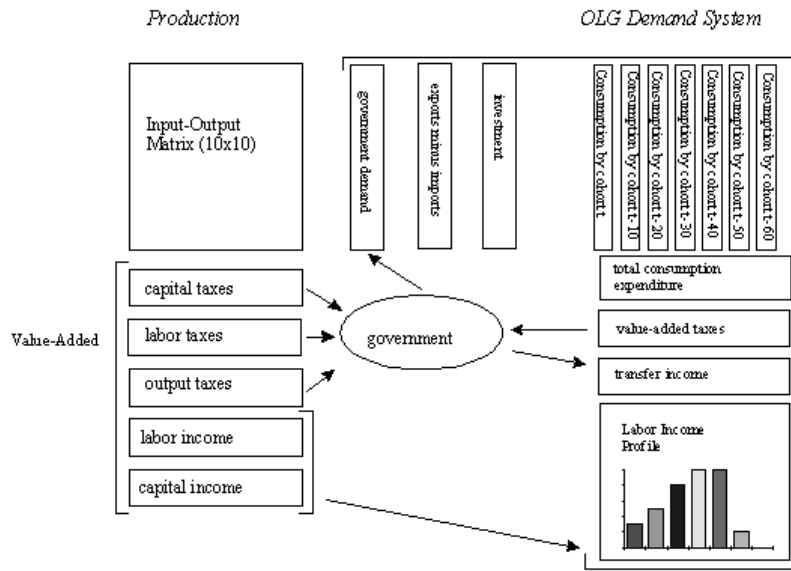 Production
OLG Demand System
Input-Output
Matrix (10x10)
government demand
exports minus imports
investment
Consumption by cohort t
Consumption by cohort t-10
Consumption by cohort t-20
Consumption by cohort t-30
Consumption by cohort t-40
Consumption by cohort t-50
Consumption by cohort t-60
Value-Added
capital taxes
labor taxes
output taxes
labor income
capital income
government
total consumption
expenditure
value-added taxes
transfer income
Labor Income
Profile